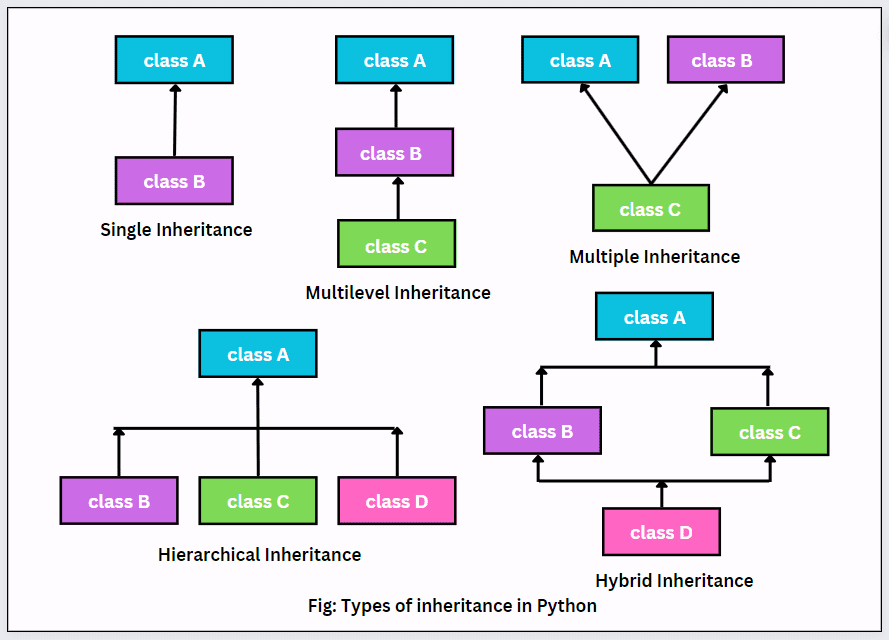 class A
class B
Single Inheritance
class A
class B
class C
Multilevel Inheritance
class A
class B
class C
Multiple Inheritance
class A
class B
class C
class D
Hierarchical Inheritance
class A
class B
class C
class D
Hybrid Inheritance
Fig: Types of inheritance in Python